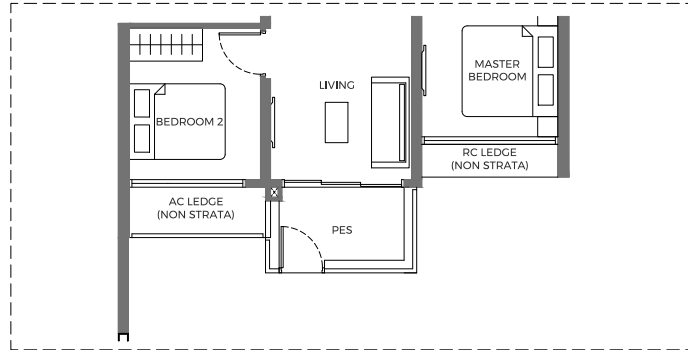 LIVING
MASTER
BEDROOM
BEDROOM 2
RC LEDGE
(NON STRATA)
AC LEDGE
(NON STRATA)
PES